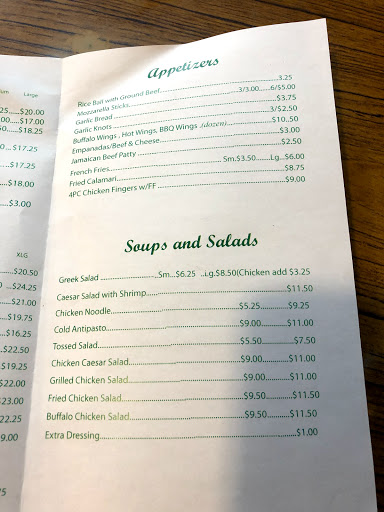 Large
$20.00
$17.00
$18.25
$17.25
$17.25
$18.00
$3.00
XLG
$20.50
$24.25
$21.00
$19.75
$16.25
$22.50
$19.25
$22.00
$23.00
22.25
9.00
Appetizers
Rice Ball with Ground Beef..........3.25
Mozzarella Sticks..........3/3.00......6/$5.00
Garlic Bread..........$3.75
Garlic Knots..........3/$2.50
Buffalo Wings , Hot Wings, BBQ Wings (dozen)..........$10.50
Empanadas/Beef & Cheese..........$3.00
Jamaican Beef Patty..........$2.50
French Fries..........Sm.$3.50........Lg...$6.00
Fried Calamari..........$8.75
4PC Chicken Fingers w/FF..........$9.00
Soups and Salads
Greek Salad..........Sm...$6.25 ..Lg.$8.50(Chicken add $3.25
Caesar Salad with Shrimp..........$11.50
Chicken Noodle..........$5.25..........$9.25
Cold Antipasto..........$9.00..........$11.00
Tossed Salad..........$5.50..........$7.50
Chicken Caesar Salad..........$9.00..........$11.00
Grilled Chicken Salad..........$9.00..........$11.00
Fried Chicken Salad..........$9.50..........$11.50
Buffalo Chicken Salad..........$9.50..........$11.50
Extra Dressing..........$1.00